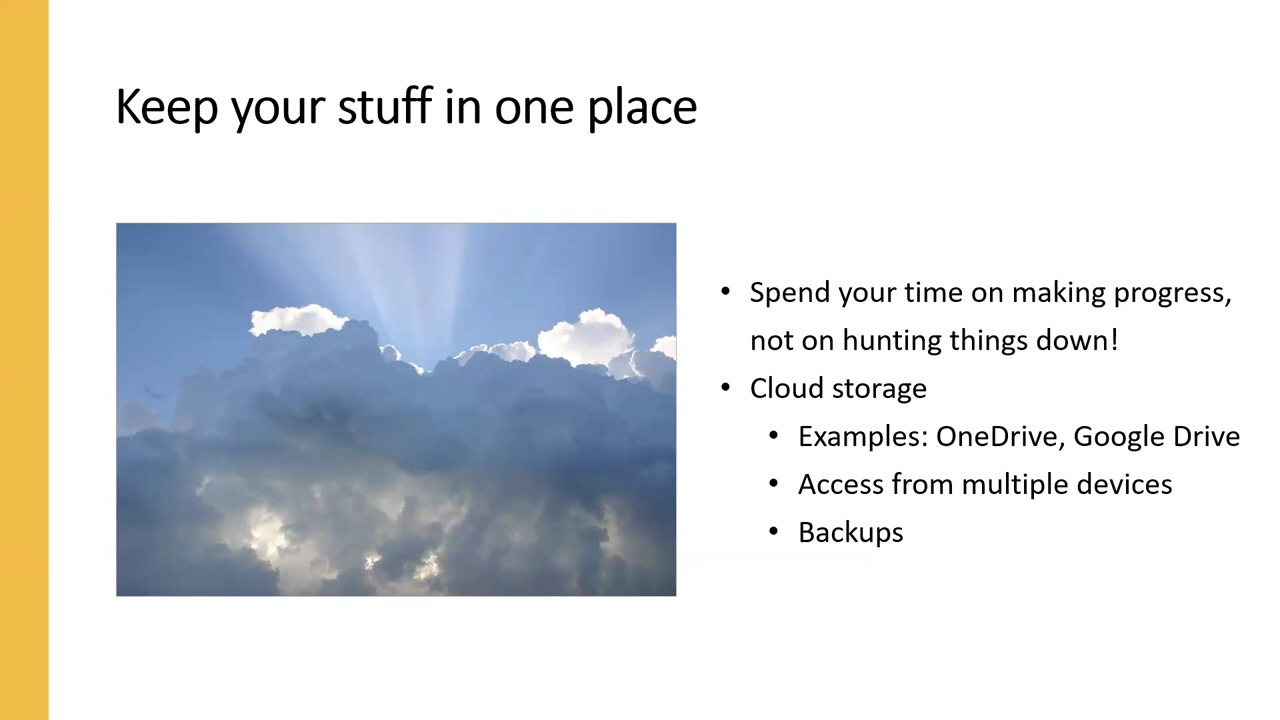 Keep your stuff in one place
• Spend your time on making progress,
not on hunting things down!
• Cloud storage
• Examples: OneDrive, Google Drive
• Access from multiple devices
• Backups